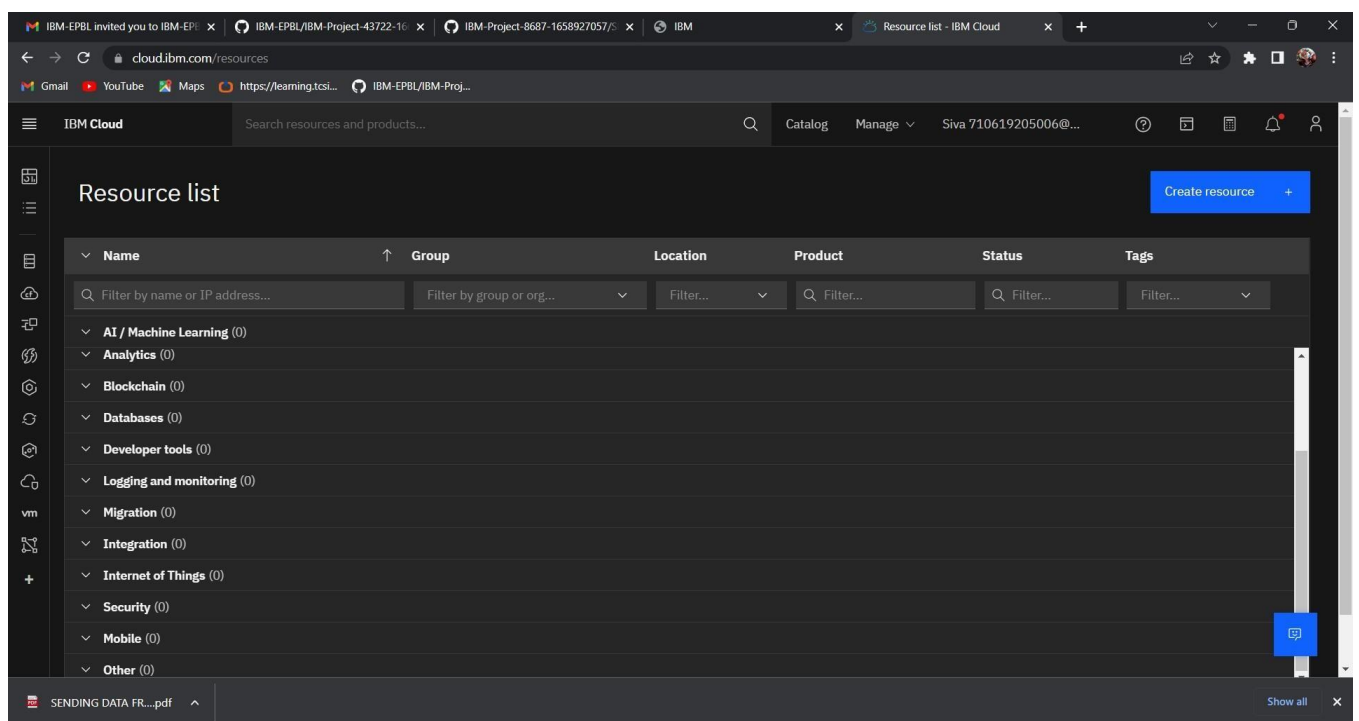 IBM-EPBL invited you to IBM-EPB
IBM-EPBL/IBM-Project-43722-16
IBM-Project-8687-1658927057/S
IBM
Resource list - IBM Cloud
cloud.ibm.com/resources
Gmail YouTube Maps https://learning.tcsi... IBM-EPBL/IBM-Proj...
IBM Cloud Search resources and products... Catalog Manage Siva 710619205006@...
Resource list
Create resource +
Name Group Location Product Status Tags
Filter by name or IP address... Filter by group or org... Filter... Filter... Filter... Filter...
AI / Machine Learning (0)
Analytics (0)
Blockchain (0)
Databases (0)
Developer tools (0)
Logging and monitoring (0)
vm
Migration (0)
Integration (0)
Internet of Things (0)
Security (0)
Mobile (0)
Other (0)
SENDING DATA FR....pdf
Show all